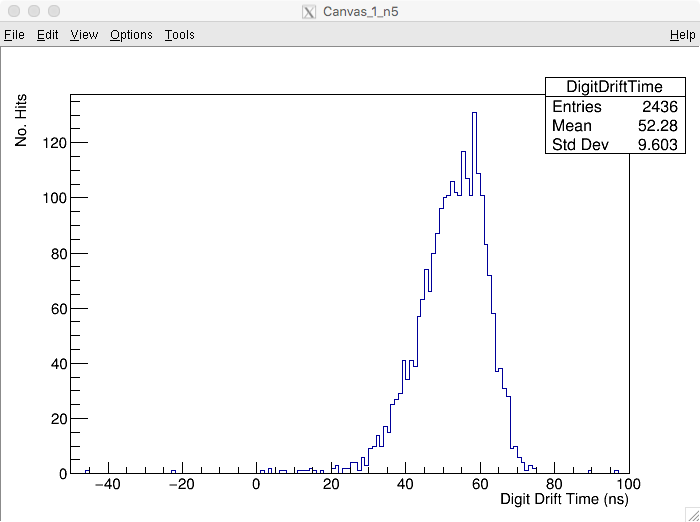 Canvas_1_n5
File Edit View Options Tools Help
DigitDriftTime
Entries 2436
Mean 52.28
Std Dev 9.603
No. Hits
120
100
80
60
40
20
0
−40 −20 0 20 40 60 80 100
Digit Drift Time (ns)